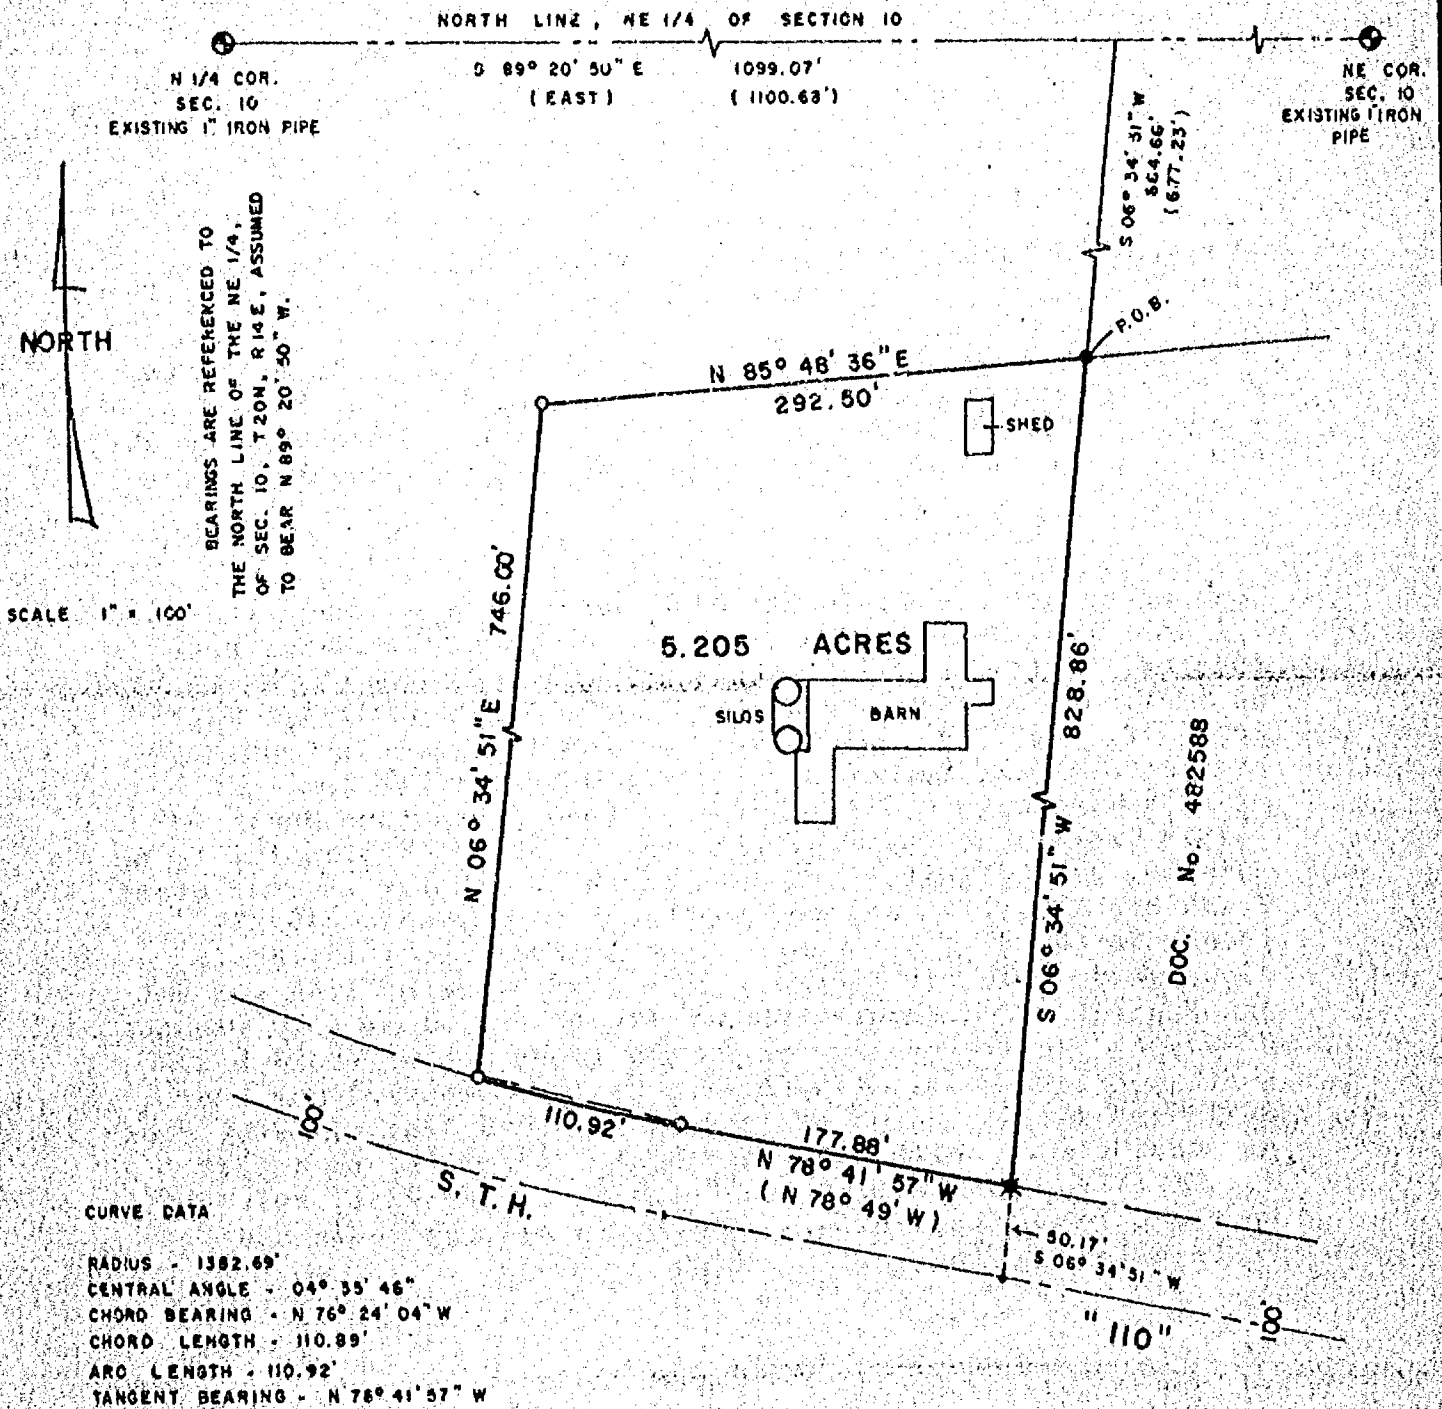 NORTH LINE, NE 1/4 OF SECTION 10
S 89° 20' 50" E 1099.07'
(EAST) (1100.63')
N 1/4 COR.
SEC. 10
EXISTING 1" IRON PIPE
NE COR.
SEC. 10
EXISTING 1" IRON
PIPE
S 06° 34' 51" W
664.66'
(677.23')
BEARINGS ARE REFERENCED TO
THE NORTH LINE OF THE NE 1/4,
OF SEC. 10, T20N, R14E, ASSUMED
TO BEAR N 89° 20' 50" W.
NORTH
SCALE 1" = 100'
P.O.B.
N 85° 48' 36" E
292.50'
SHED
N 06° 34' 51" E 746.00'
5.205 ACRES
SILOS
BARN
828.86'
S 06° 34' 51" W
DOC. No. 482588
110.92'
177.88'
N 78° 41' 57" W
(N 78° 49' W)
100'
S. T. H.
50.17'
S 06° 34' 51" W
"110"
100'
CURVE DATA
RADIUS - 1382.69'
CENTRAL ANGLE - 04° 35' 46"
CHORD BEARING - N 76° 24' 04" W
CHORD LENGTH - 110.89'
ARC LENGTH - 110.92'
TANGENT BEARING - N 78° 41' 57" W